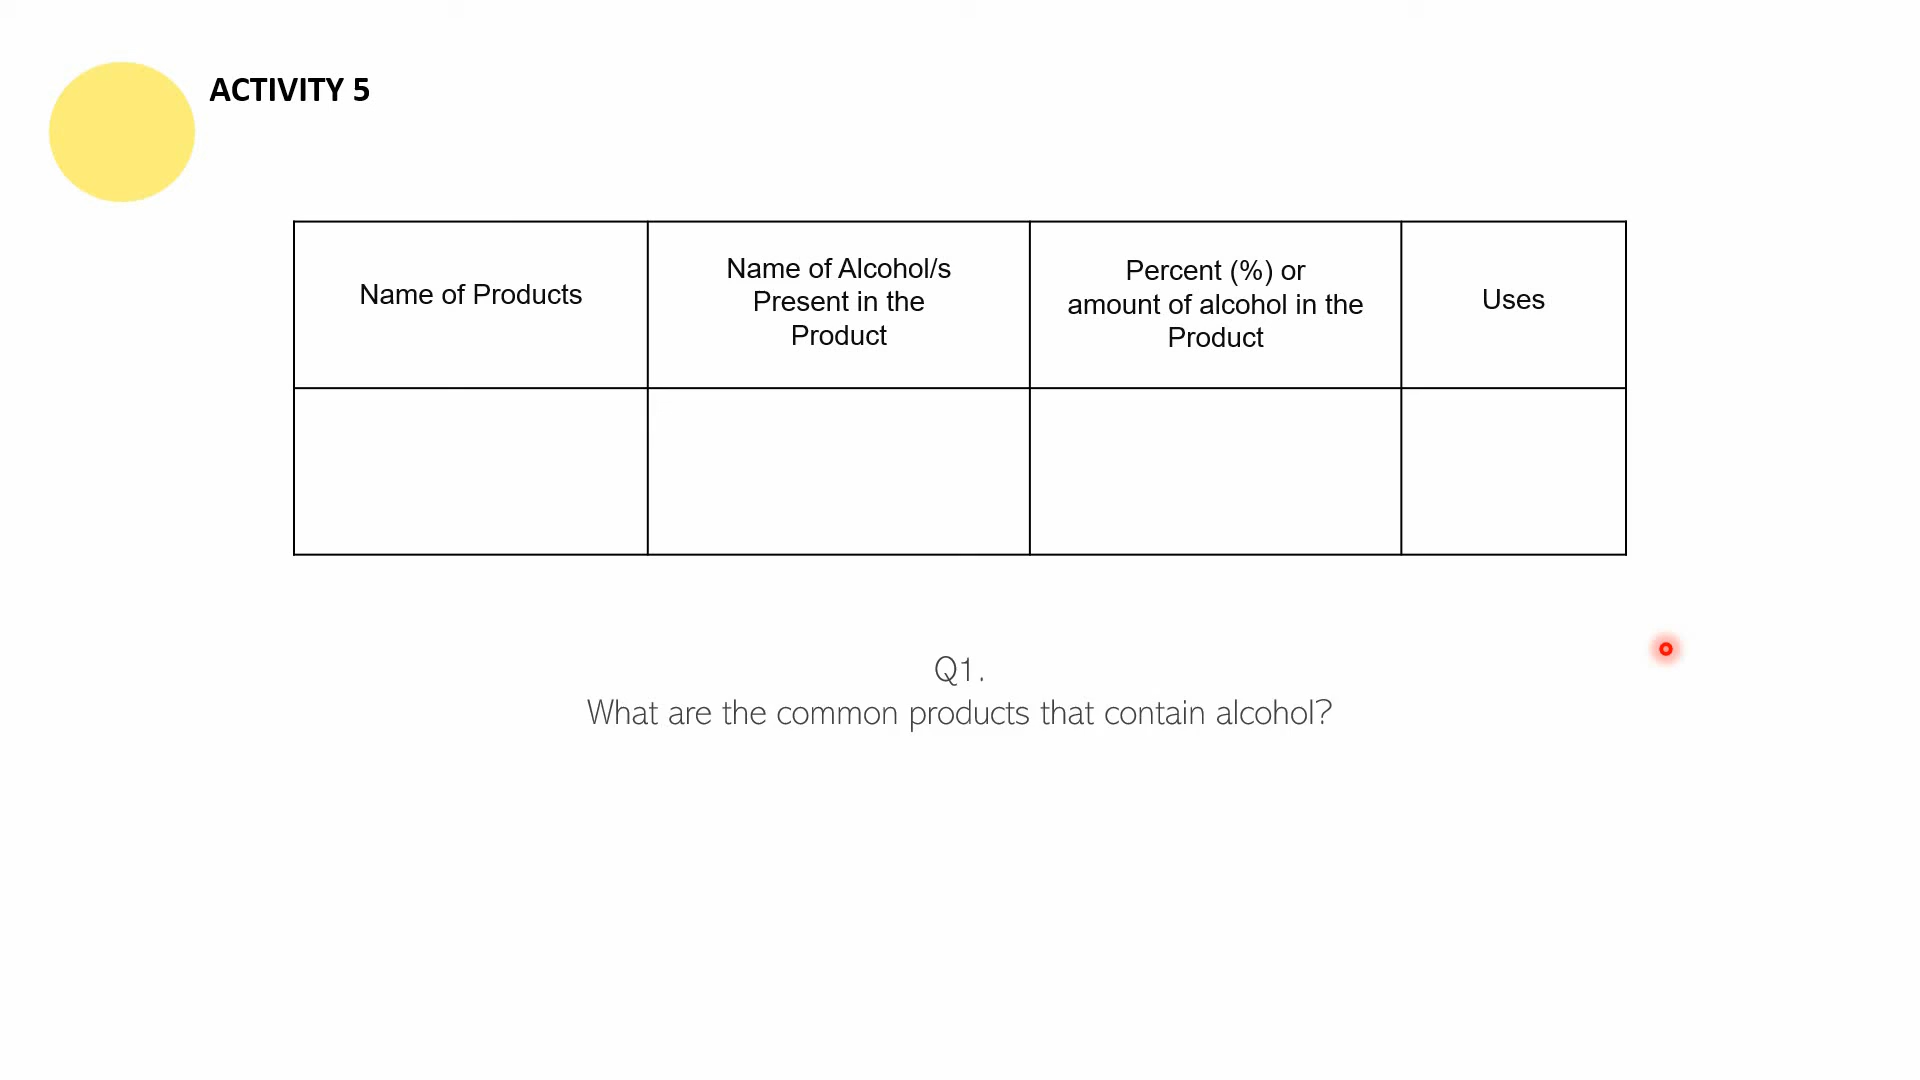 ACTIVITY 5
Name of Products
Name of Alcohol/s
Present in the
Product
Percent (%) or
amount of alcohol in the
Product
Uses
Q1.
What are the common products that contain alcohol?